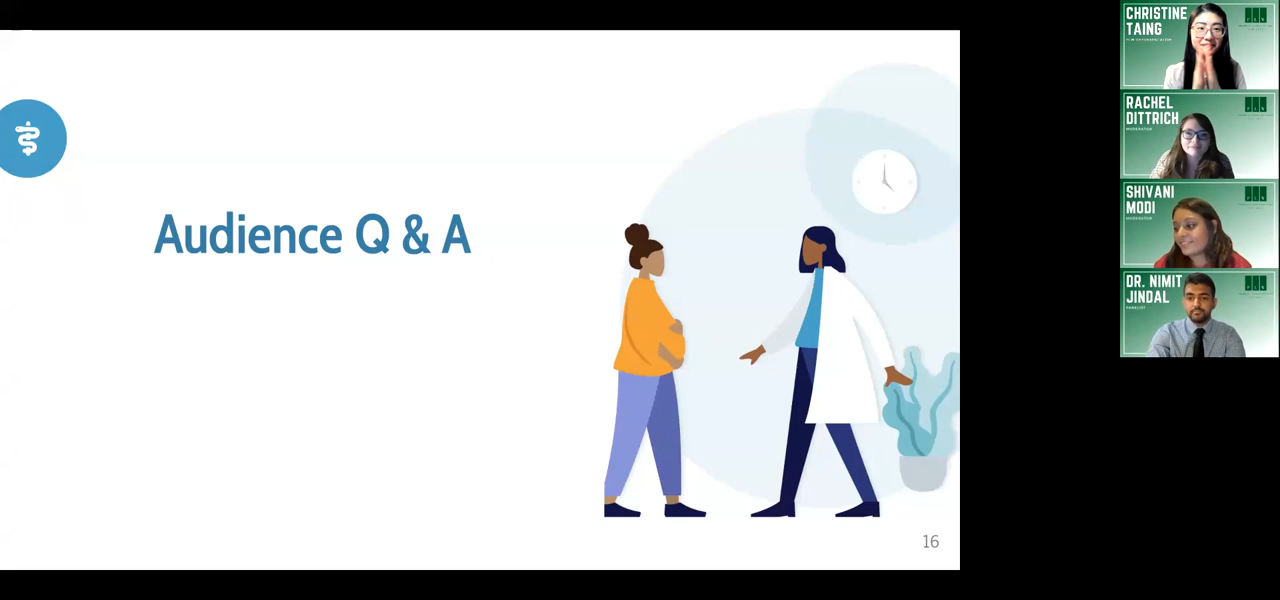 Audience Q & A
16
CHRISTINE
TAING
RACHEL
DITTRICH
MODERATOR
SHIVANI
MODI
MODERATOR
DR. NIMIT
JINDAL
PANELIST